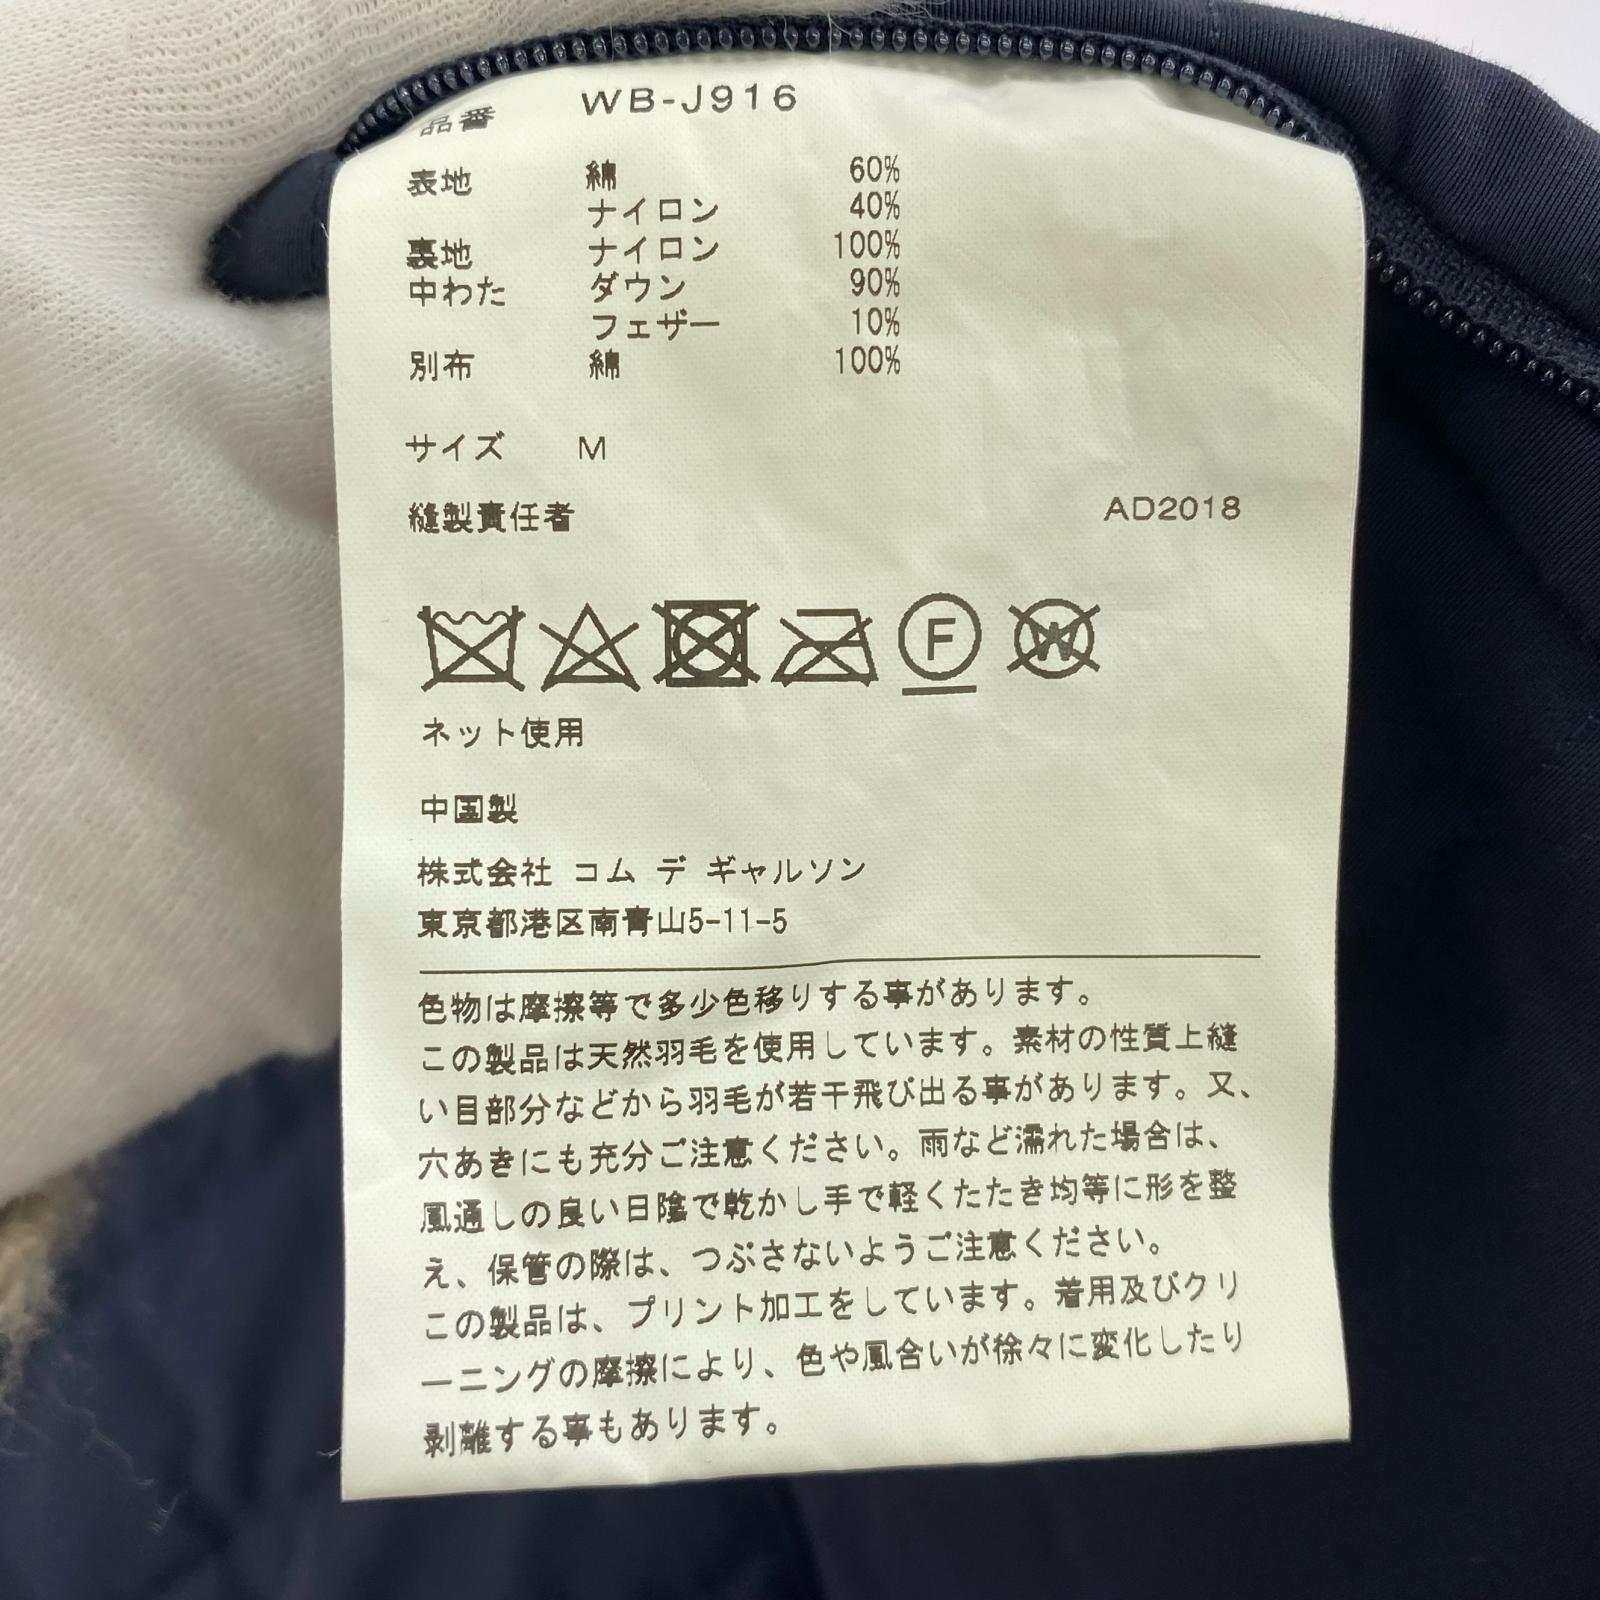 品番 WB-J916
表地 綿 60%
ナイロン 40%
裏地 ナイロン 100%
中わた ダウン 90%
フェザー 10%
別布 綿 100%
サイズ M
縫製責任者 AD2018
F W
ネット使用
中国製
株式会社 コム デ ギャルソン
東京都港区南青山5-11-5
色物は摩擦等で多少色移りする事があります。
この製品は天然羽毛を使用しています。素材の性質上縫
い目部分などから羽毛が若干飛び出る事があります。又、
穴あきにも充分ご注意ください。雨など濡れた場合は、
風通しの良い日陰で乾かし手で軽くたたき均等に形を整
え、保管の際は、つぶさないようご注意ください。
この製品は、プリント加工をしています。着用及びクリ
ーニングの摩擦により、色や風合いが徐々に変化したり
剥離する事もあります。